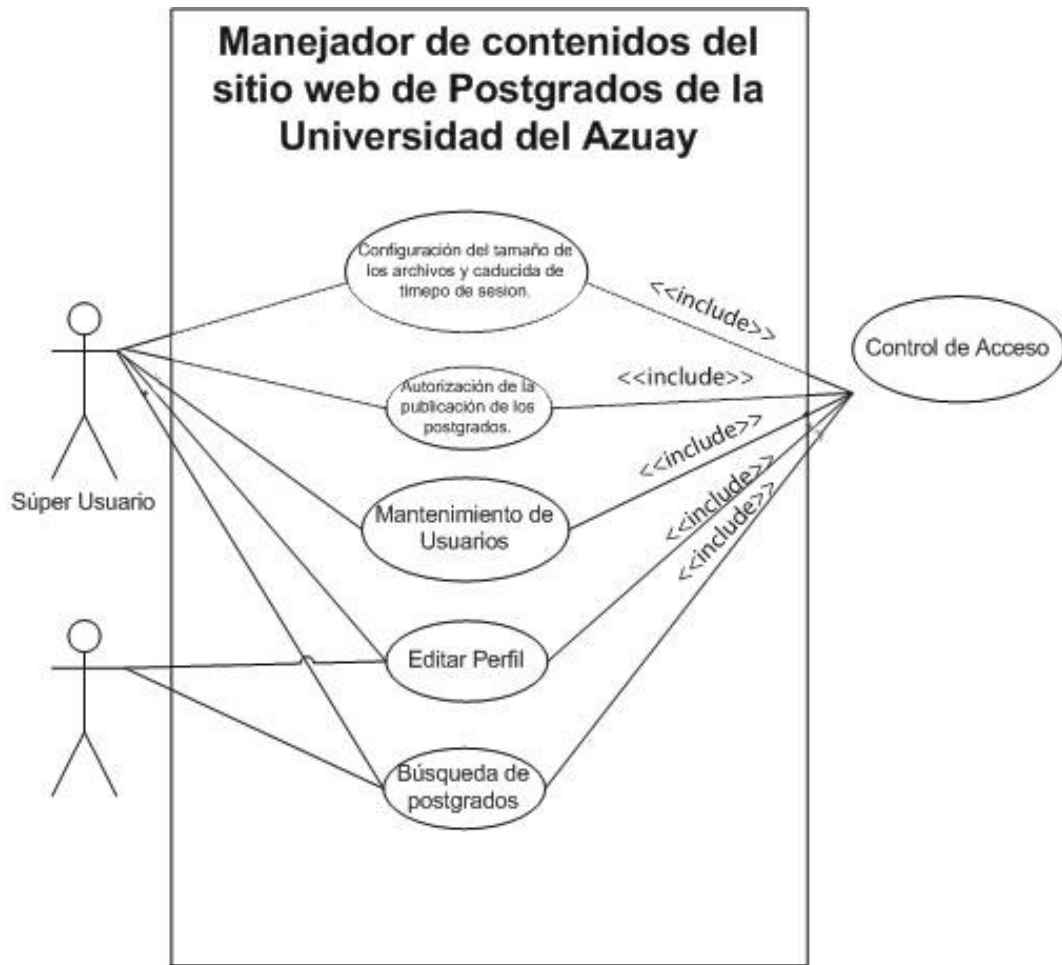 Manejador de contenidos del
sitio web de Postgrados de la
Universidad del Azuay
Configuración del tamaño de
los archivos y caducida de
timepo de sesion.
<<include>>
Control de Acceso
Autorización de la
publicación de los
postgrados.
<<include>>
Súper Usuario
Mantenimiento de
Usuarios
<<include>>
Editar Perfil
<<include>>
Búsqueda de
postgrados
<<include>>